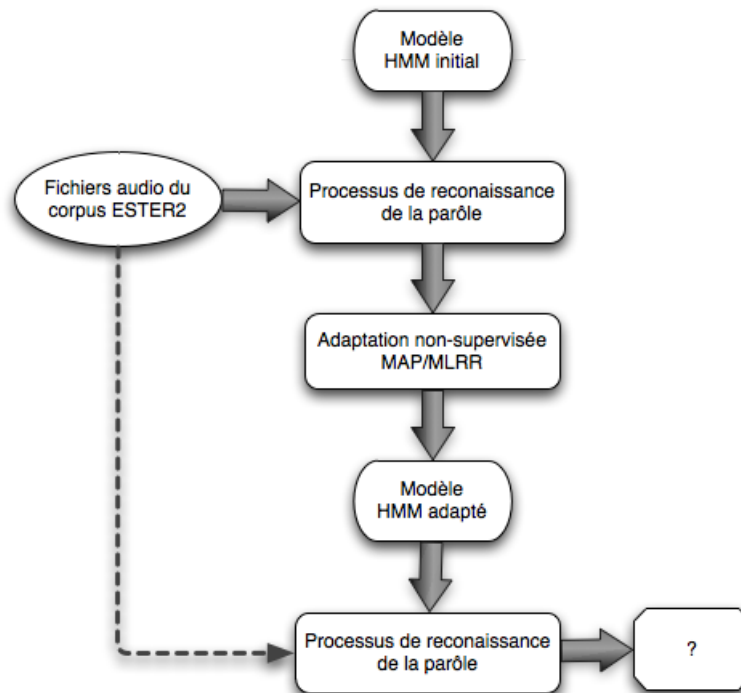 Modèle
HMM initial
Fichiers audio du
corpus ESTER2
Processus de reconaissance
de la parôle
Adaptation non-supervisée
MAP/MLRR
Modèle
HMM adapté
Processus de reconaissance
de la parôle
?